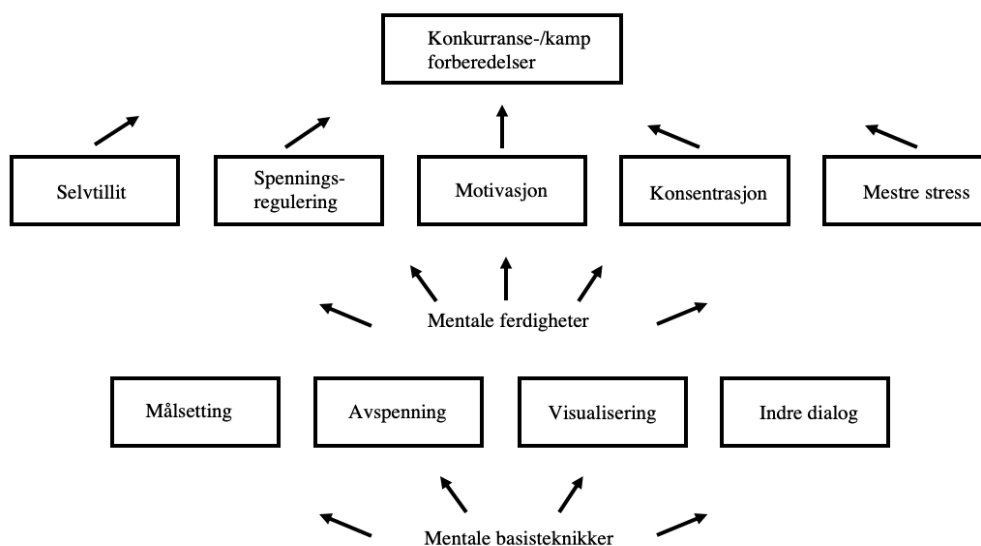 Konkurranse-/kamp
forberedelser
Selvtillit
Spennings-
regulering
Motivasjon
Konsentrasjon
Mestre stress
Mentale ferdigheter
Målsetting
Avspenning
Visualisering
Indre dialog
Mentale basisteknikker